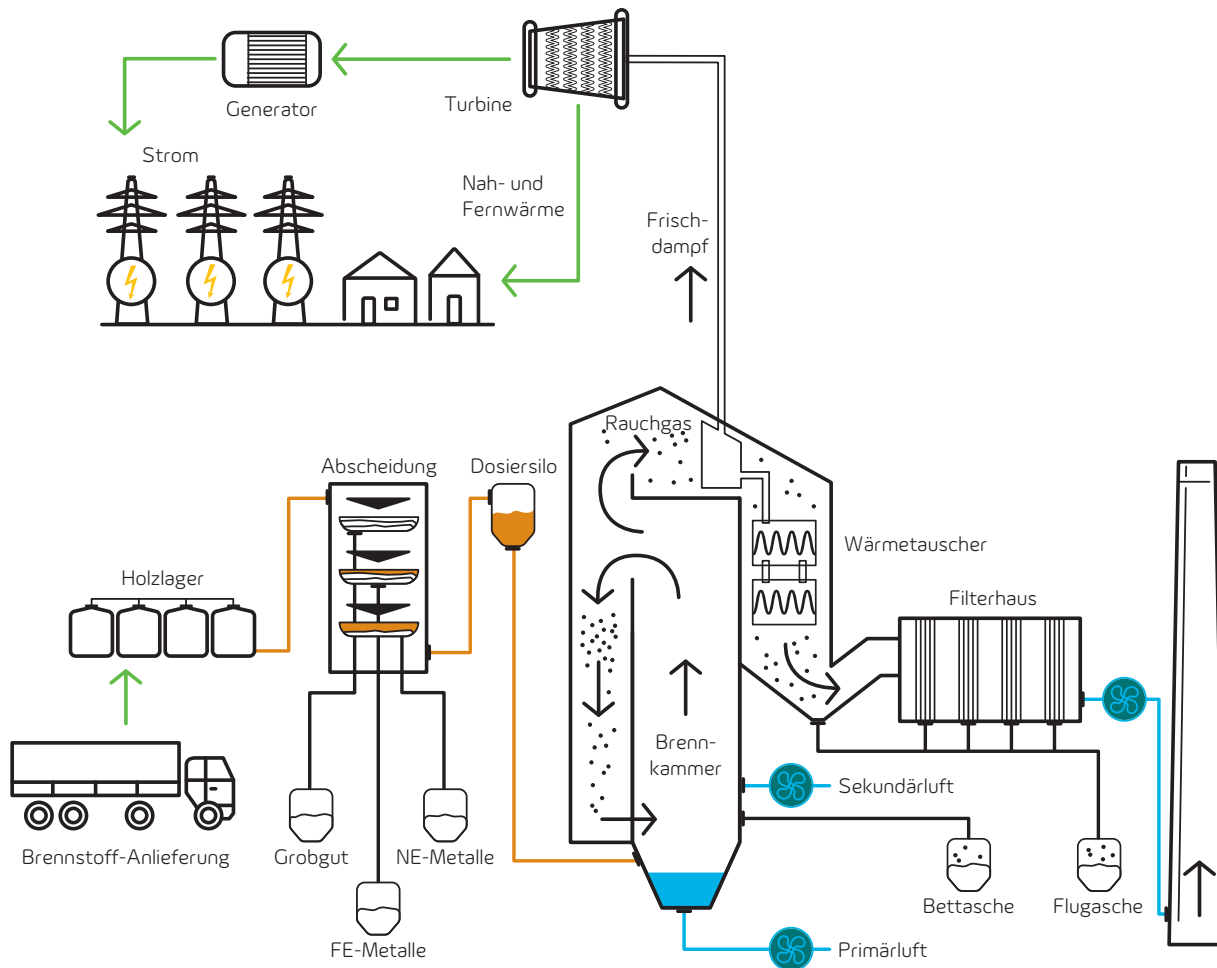 Generator
Turbine
Strom
Nah- und
Fernwärme
Frisch-
dampf
Rauchgas
Abscheidung
Dosiersilo
Wärmetauscher
Holzlager
Filterhaus
Brenn-
kammer
Sekundärluft
Brennstoff-Anlieferung
Grobgut
NE-Metalle
Bettasche
Flugasche
FE-Metalle
Primärluft